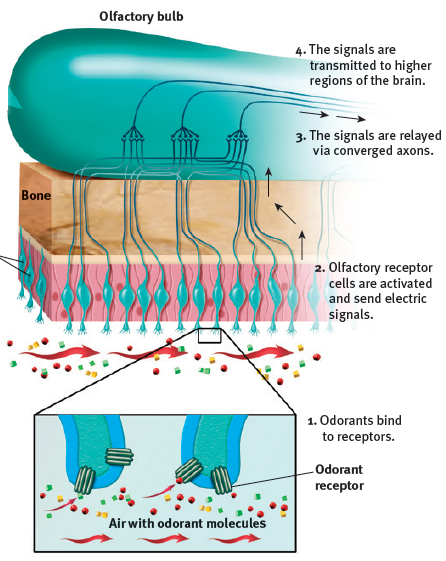 Olfactory bulb
4. The signals are
transmitted to higher
regions of the brain.
3. The signals are relayed
via converged axons.
Bone
2. Olfactory receptor
cells are activated
and send electric
signals.
1. Odorants bind
to receptors.
Odorant
receptor
Air with odorant molecules